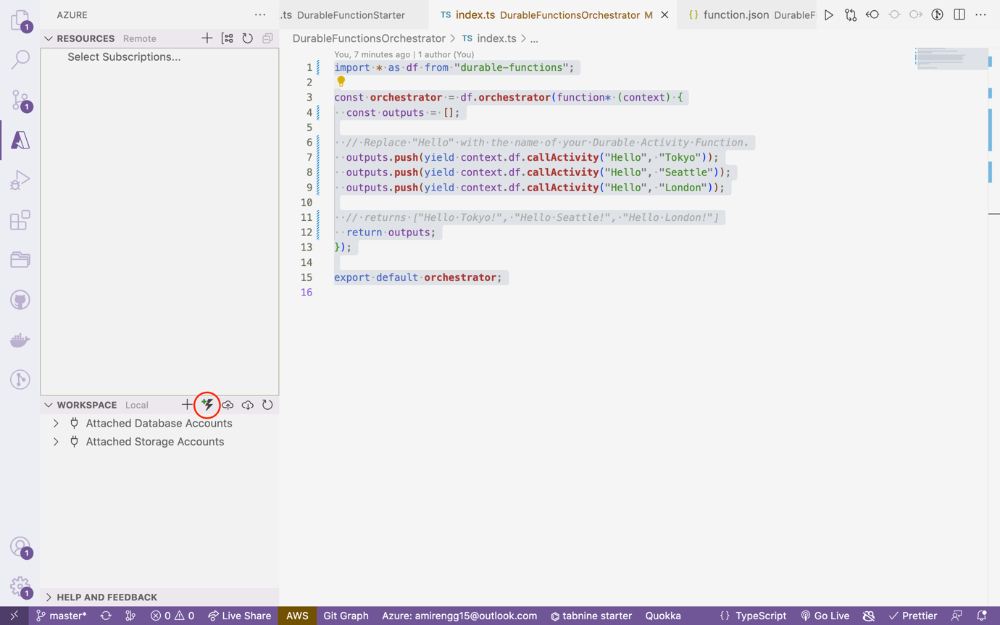 AZURE
.ts DurableFunctionStarter
TS index.ts DurableFunctionsOrchestrator M
{} function.json DurableF
RESOURCES Remote
Select Subscriptions...
DurableFunctionsOrchestrator > TS index.ts > ...
You, 7 minutes ago | 1 author (You)
1 import * as df from "durable-functions";
2
3 const orchestrator = df.orchestrator(function* (context) {
4 const outputs = [];
5
6 // Replace "Hello" with the name of your Durable Activity Function.
7 outputs.push(yield context.df.callActivity("Hello", "Tokyo"));
8 outputs.push(yield context.df.callActivity("Hello", "Seattle"));
9 outputs.push(yield context.df.callActivity("Hello", "London"));
10
11 // returns ["Hello Tokyo!", "Hello Seattle!", "Hello London!"]
12 return outputs;
13 });
14
15 export default orchestrator;
16
1
1
WORKSPACE Local
Attached Database Accounts
Attached Storage Accounts
1
1
HELP AND FEEDBACK
master*
0
0
Live Share
AWS
Git Graph
Azure: amirengg15@outlook.com
tabnine starter
Quokka
{} TypeScript
Go Live
Prettier